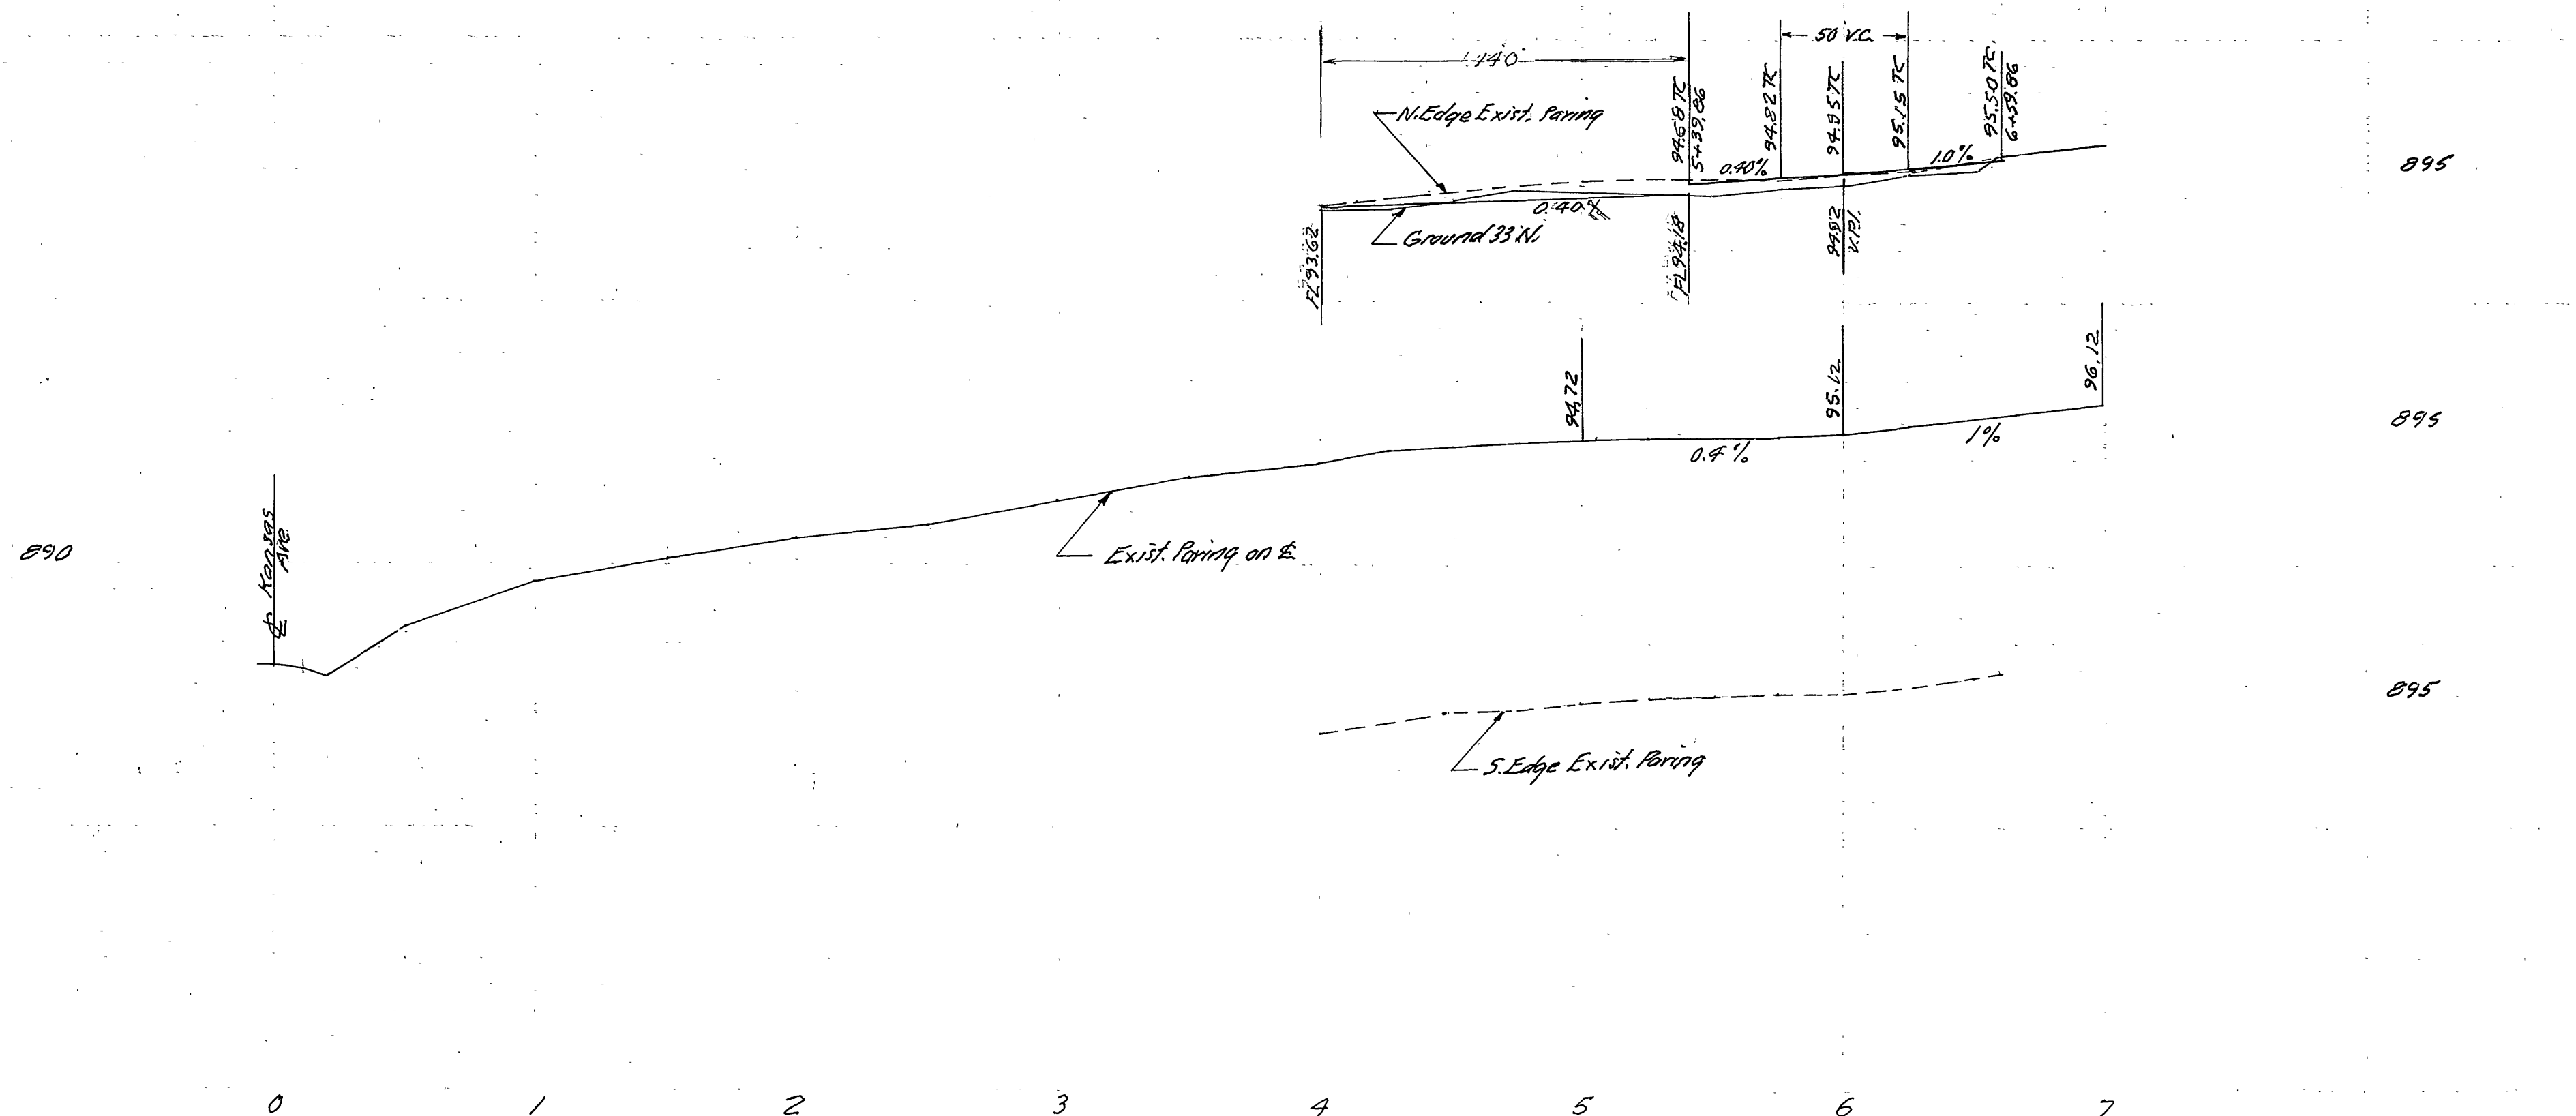 50' V.C.
140'
N. Edge Exist. Paving
94.68 TC
5+39.86
94.82 TC
94.95 TC
95.15 TC
95.50 TC
6+59.86
0.40%
1.0%
895
0.40%
Ground 33' N.
FL 93.62
FL 94.18
94.92
V.P.I.
94.72
95.12
96.12
895
0.4%
1%
℄ Kansas
Ave
890
Exist. Paving on ℄
895
S. Edge Exist. Paving
0 1 2 3 4 5 6 7